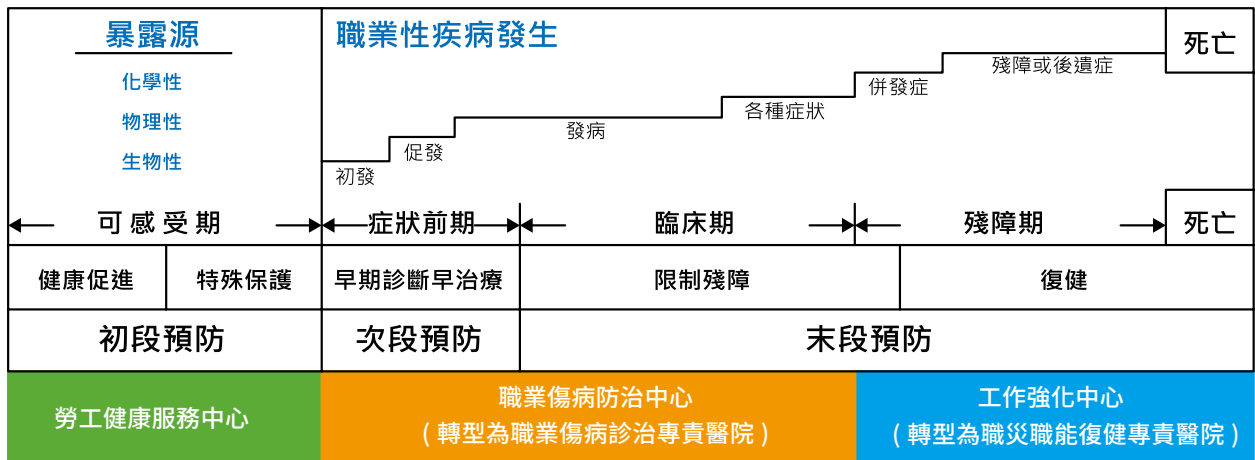 暴露源
化學性
物理性
生物性
職業性疾病發生
初發
促發
發病
各種症狀
併發症
殘障或後遺症
死亡
可感受期
症狀前期
臨床期
殘障期
死亡
健康促進
特殊保護
早期診斷早治療
限制殘障
復健
初段預防
次段預防
末段預防
勞工健康服務中心
職業傷病防治中心
(轉型為職業傷病診治專責醫院)
工作強化中心
(轉型為職災職能復健專責醫院)